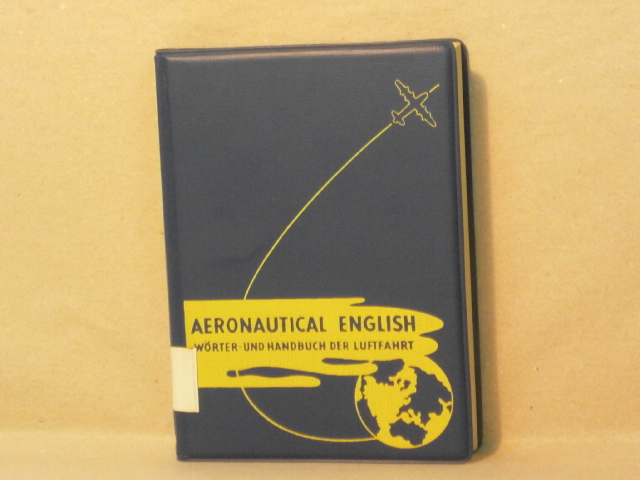 AERONAUTICAL ENGLISH
WÖRTER-UND HANDBUCH DER LUFTFAHRT